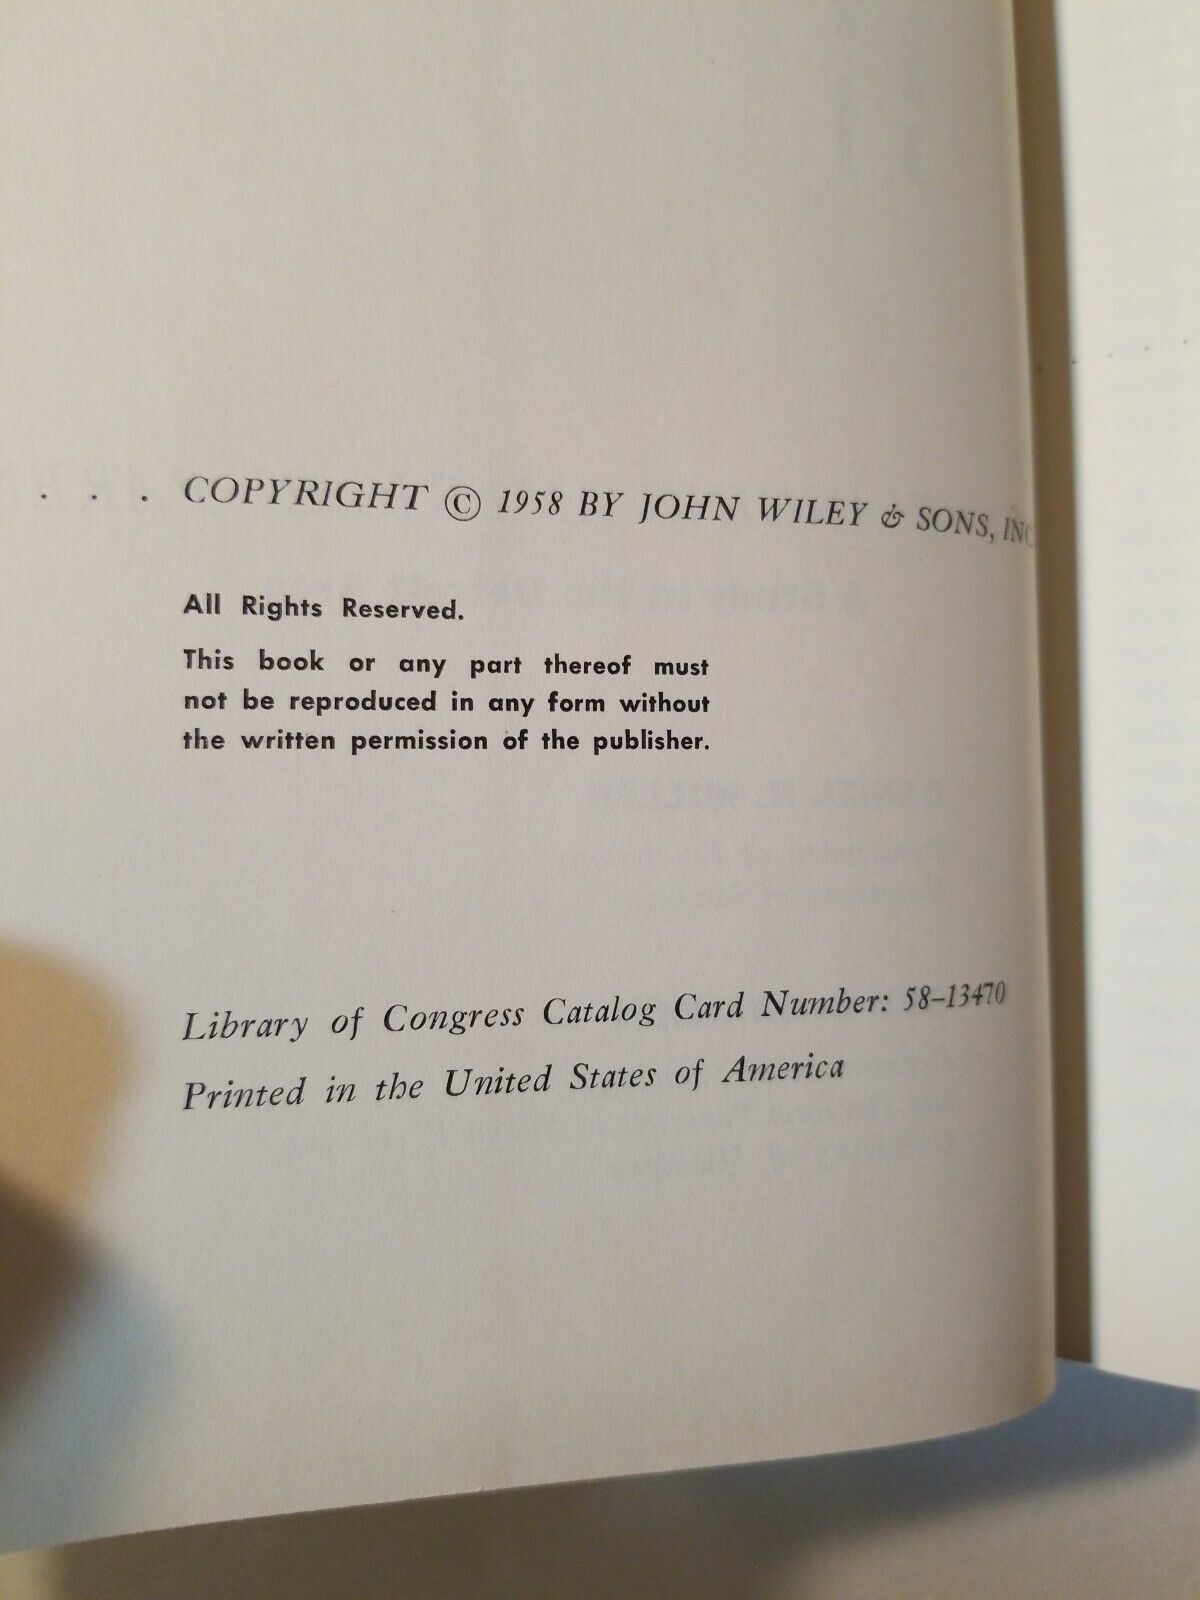 . . . COPYRIGHT © 1958 BY JOHN WILEY & SONS, INC
All Rights Reserved.
This book or any part thereof must
not be reproduced in any form without
the written permission of the publisher.
Library of Congress Catalog Card Number: 58–13470
Printed in the United States of America